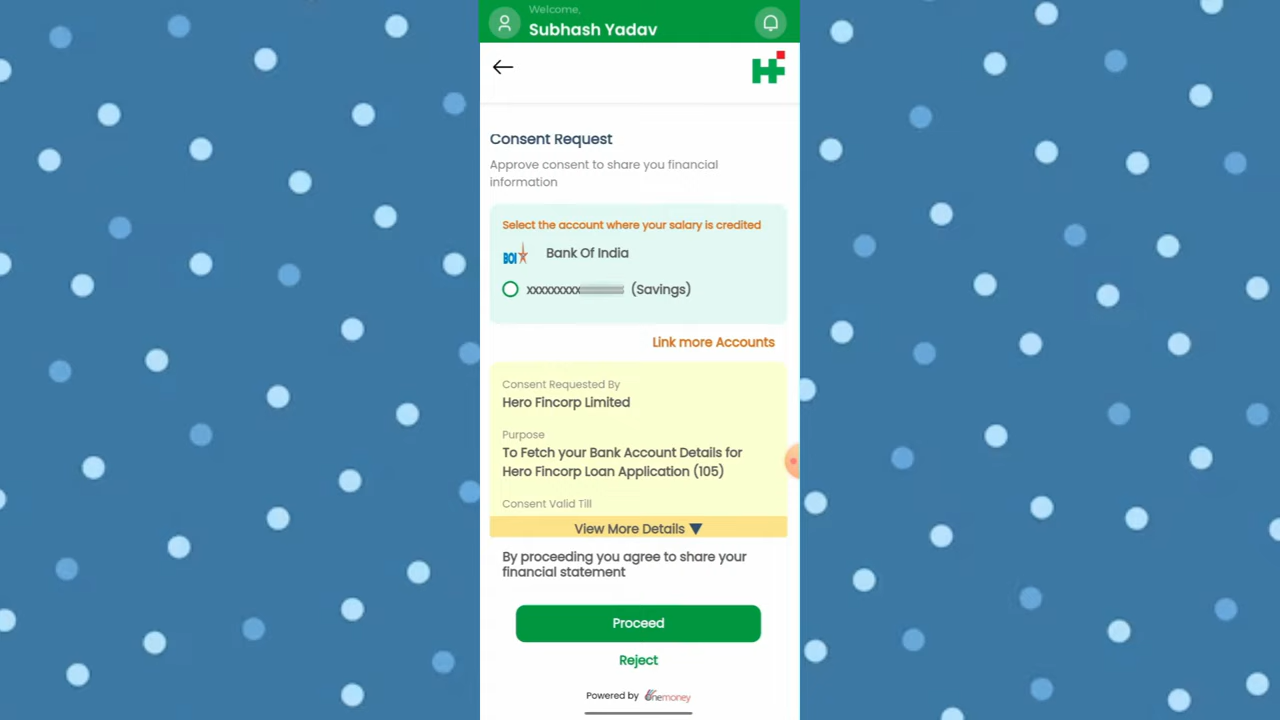 Welcome,
Subhash Yadav
Consent Request
Approve consent to share you financial
information
Select the account where your salary is credited
BOI
Bank Of India
xxxxxxxxx (Savings)
Link more Accounts
Consent Requested By
Hero Fincorp Limited
Purpose
To Fetch your Bank Account Details for
Hero Fincorp Loan Application (105)
Consent Valid Till
View More Details ▼
By proceeding you agree to share your
financial statement
Proceed
Reject
Powered by Onemoney